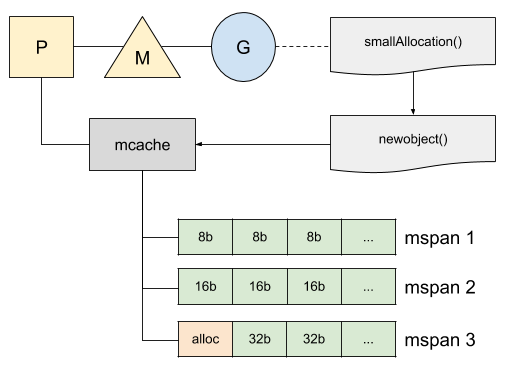 P
M
G
smallAllocation()
newobject()
mcache
8b 8b 8b ... mspan 1
16b 16b 16b ... mspan 2
alloc 32b 32b ... mspan 3